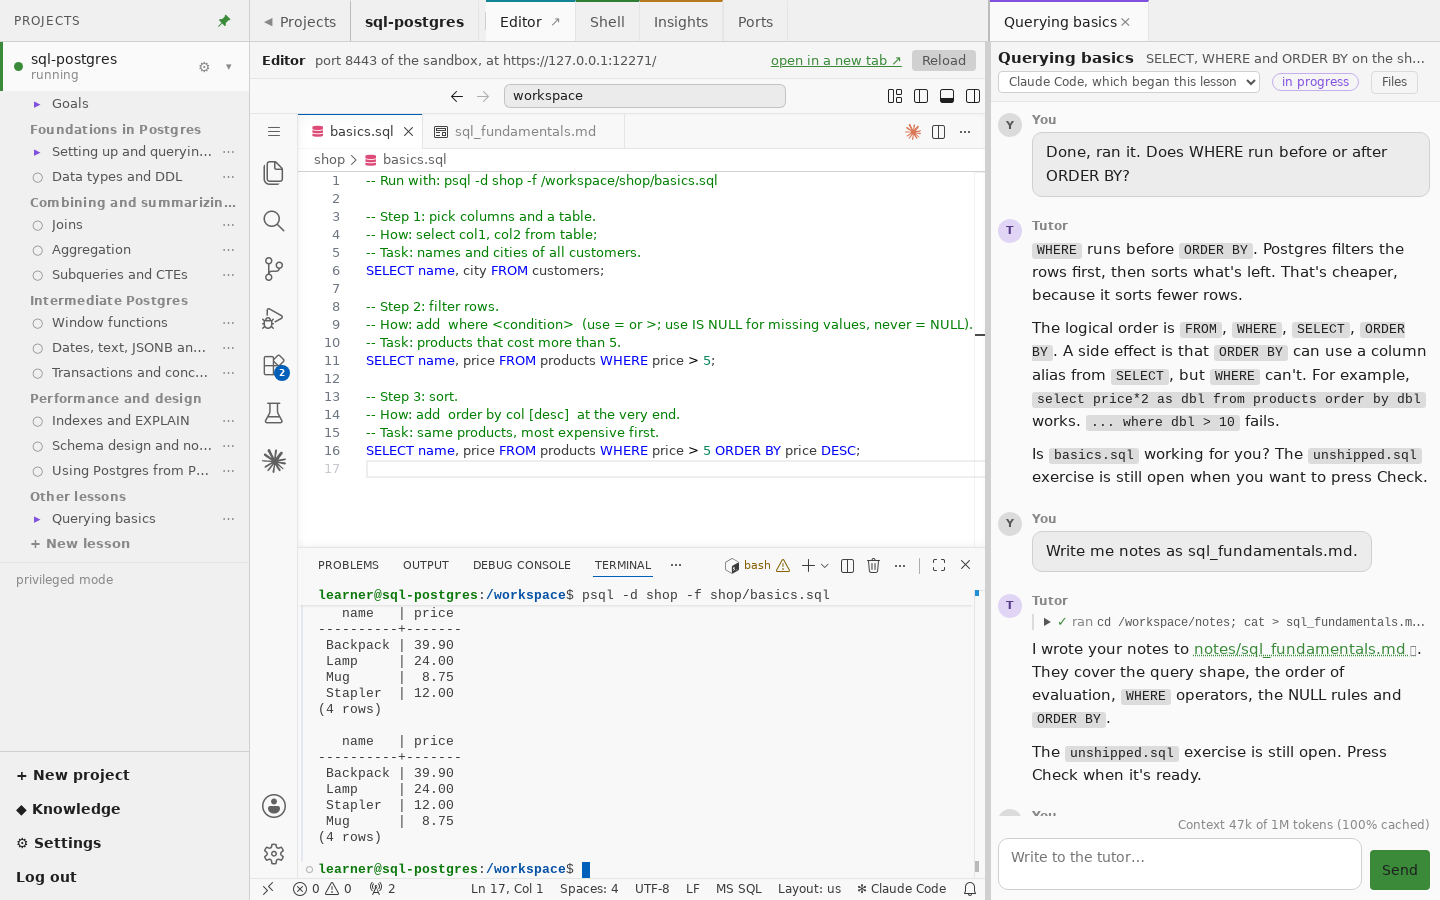 PROJECTS
sql-postgres
running
Goals
Foundations in Postgres
Setting up and queryin...
Data types and DDL
Combining and summarizin...
Joins
Aggregation
Subqueries and CTEs
Intermediate Postgres
Window functions
Dates, text, JSONB an...
Transactions and conc...
Performance and design
Indexes and EXPLAIN
Schema design and no...
Using Postgres from P...
Other lessons
Querying basics
+ New lesson
privileged mode
+ New project
◆ Knowledge
⚙ Settings
Log out
◀ Projects
sql-postgres
Editor ↗
Shell
Insights
Ports
Editor port 8443 of the sandbox, at https://127.0.0.1:12271/
open in a new tab ↗
Reload
workspace
basics.sql
sql_fundamentals.md
shop > basics.sql
1 -- Run with: psql -d shop -f /workspace/shop/basics.sql
2
3 -- Step 1: pick columns and a table.
4 -- How: select col1, col2 from table;
5 -- Task: names and cities of all customers.
6 SELECT name, city FROM customers;
7
8 -- Step 2: filter rows.
9 -- How: add  where <condition>  (use = or >; use IS NULL for missing values, never = NULL).
10 -- Task: products that cost more than 5.
11 SELECT name, price FROM products WHERE price > 5;
12
13 -- Step 3: sort.
14 -- How: add  order by col [desc]  at the very end.
15 -- Task: same products, most expensive first.
16 SELECT name, price FROM products WHERE price > 5 ORDER BY price DESC;
17
2
PROBLEMS
OUTPUT
DEBUG CONSOLE
TERMINAL
bash
learner@sql-postgres:/workspace$ psql -d shop -f shop/basics.sql
   name   | price
----------+-------
 Backpack | 39.90
 Lamp     | 24.00
 Mug      |  8.75
 Stapler  | 12.00
(4 rows)
   name   | price
----------+-------
 Backpack | 39.90
 Lamp     | 24.00
 Stapler  | 12.00
 Mug      |  8.75
(4 rows)
learner@sql-postgres:/workspace$
0 0 2
Ln 17, Col 1
Spaces: 4
UTF-8
LF
MS SQL
Layout: us
✻ Claude Code
Querying basics ×
Querying basics SELECT, WHERE and ORDER BY on the sh...
Claude Code, which began this lesson
in progress
Files
Y
You
Done, ran it. Does WHERE run before or after
ORDER BY?
T
Tutor
WHERE runs before ORDER BY. Postgres filters the
rows first, then sorts what's left. That's cheaper,
because it sorts fewer rows.
The logical order is FROM, WHERE, SELECT, ORDER
BY. A side effect is that ORDER BY can use a column
alias from SELECT, but WHERE can't. For example,
select price*2 as dbl from products order by dbl
works. ... where dbl > 10 fails.
Is basics.sql working for you? The unshipped.sql
exercise is still open when you want to press Check.
Y
You
Write me notes as sql_fundamentals.md.
T
Tutor
▶ ✓ ran cd /workspace/notes; cat > sql_fundamentals.m...
I wrote your notes to notes/sql_fundamentals.md.
They cover the query shape, the order of
evaluation, WHERE operators, the NULL rules and
ORDER BY.
The unshipped.sql exercise is still open. Press
Check when it's ready.
You
Context 47k of 1M tokens (100% cached)
Write to the tutor...
Send